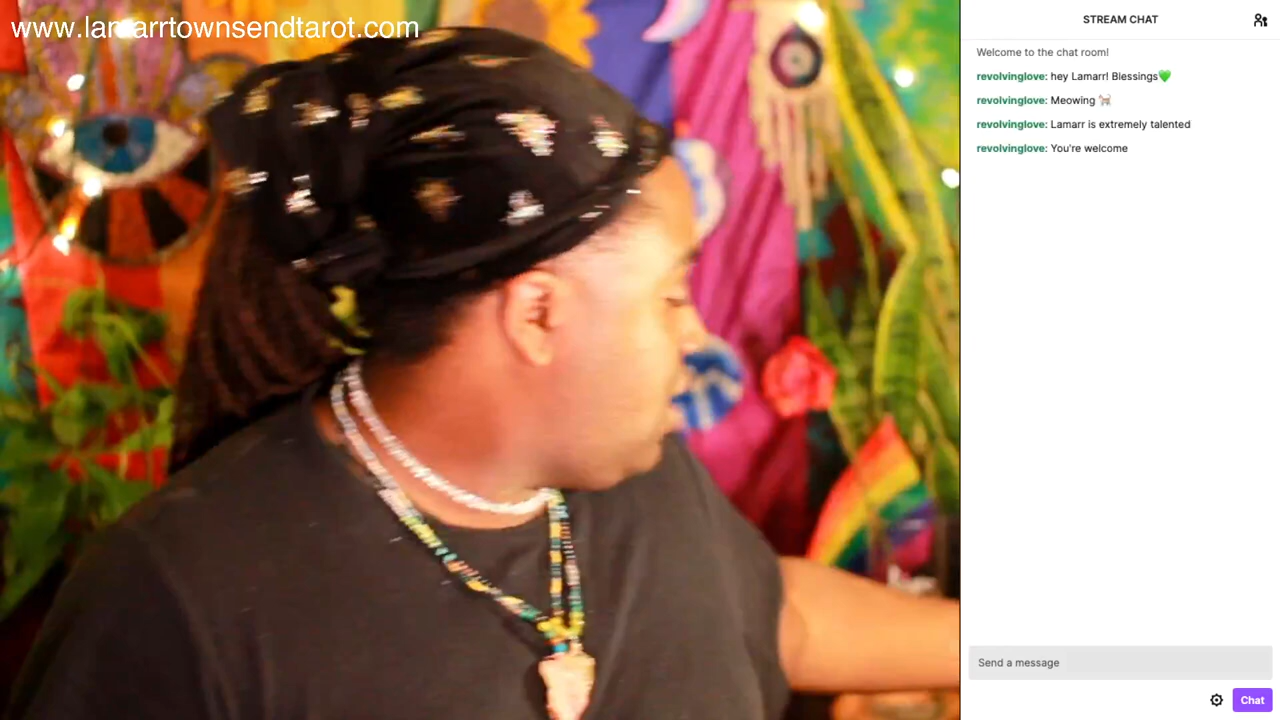 www.lamarrtownsendtarot.com
STREAM CHAT
Welcome to the chat room!
revolvinglove: hey Lamarr! Blessings💚
revolvinglove: Meowing 🐈
revolvinglove: Lamarr is extremely talented
revolvinglove: You're welcome
Send a message
Chat